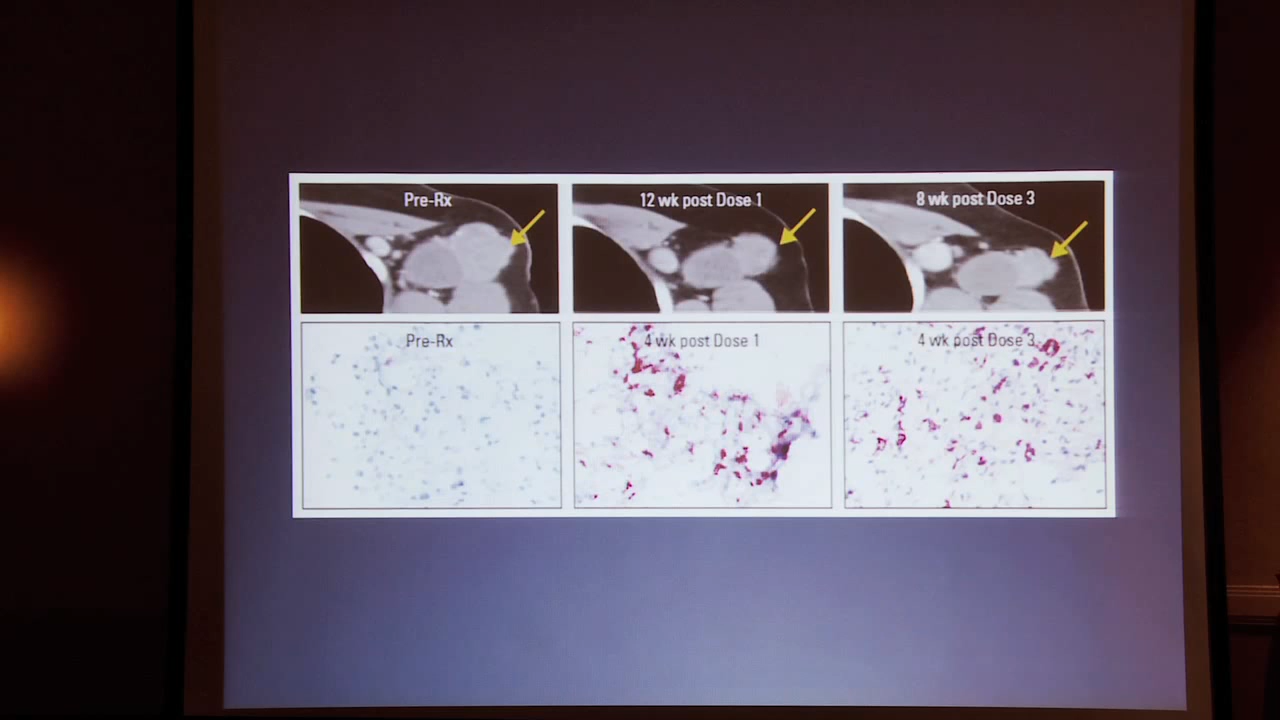 Pre-Rx
12 wk post Dose 1
8 wk post Dose 3
Pre-Rx
4 wk post Dose 1
4 wk post Dose 3